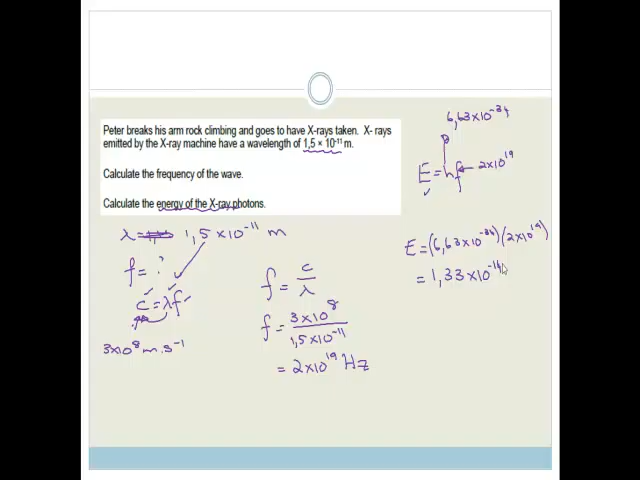 Peter breaks his arm rock climbing and goes to have X-rays taken. X- rays
emitted by the X-ray machine have a wavelength of 1,5 × 10⁻¹¹ m.
Calculate the frequency of the wave.
Calculate the energy of the X-ray photons.
λ = 1,5 × 10⁻¹¹ m
f = ?
c = λf
3×10⁸ m.s⁻¹
f = c/λ
f = 3×10⁸ / 1,5×10⁻¹¹
= 2×10¹⁹ Hz
6,63×10⁻³⁴
E = hf ← 2×10¹⁹
E = (6,63×10⁻³⁴)(2×10¹⁹)
= 1,33×10⁻¹⁴